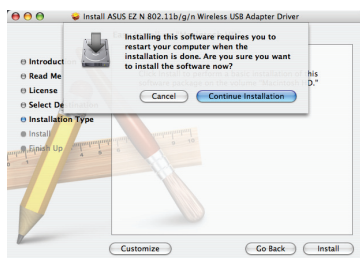 Install ASUS EZ N 802.11b/g/n Wireless USB Adapter Driver
Installing this software requires you to
restart your computer when the
installation is done. Are you sure you want
to install the software now?
Cancel
Continue Installation
Introduct
Read Me
License
Select De
Installation Type
Install
Finish Up
Customize
Go Back
Install